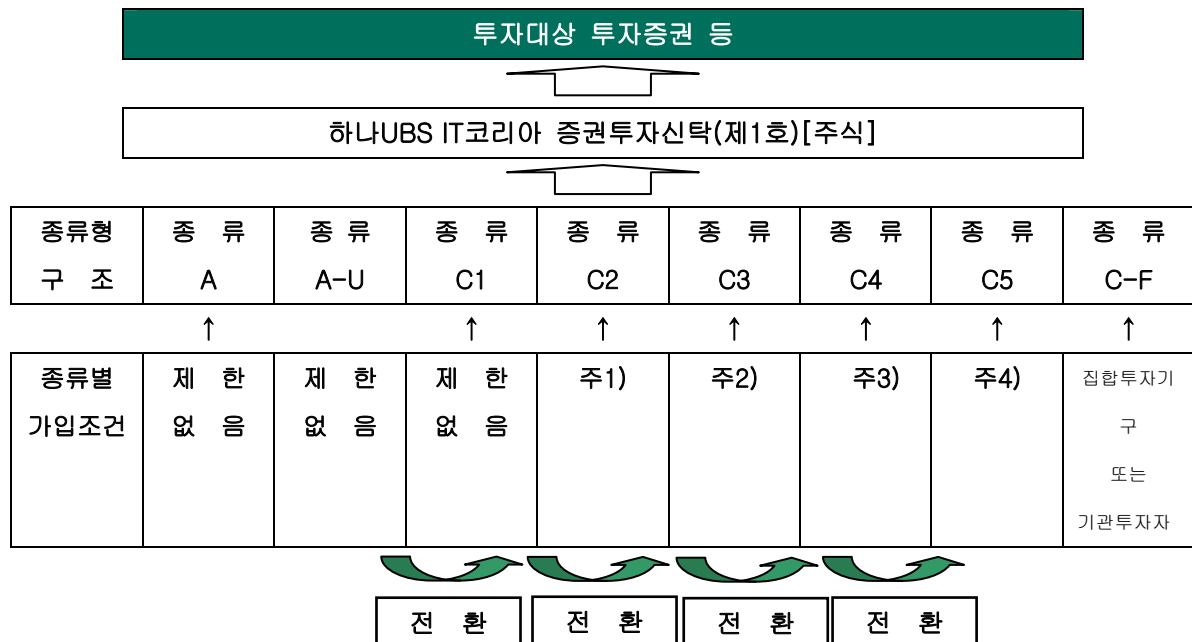 투자대상 투자증권 등
하나UBS IT코리아 증권투자신탁(제1호)[주식]
종류형 종 류 종 류 종 류 종 류 종 류 종 류 종 류 종 류
구 조 A A-U C1 C2 C3 C4 C5 C-F
↑ ↑ ↑ ↑ ↑ ↑ ↑
종류별 제 한 제 한 제 한 주1) 주2) 주3) 주4) 집합투자기
가입조건 없 음 없 음 없 음 구
또는
기관투자자
전 환 전 환 전 환 전 환